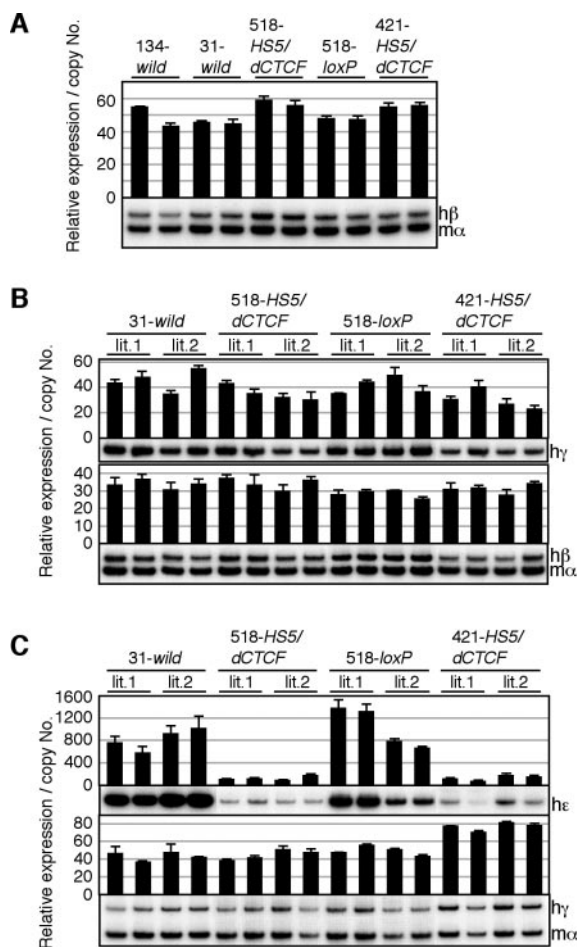 A
134-
wild
31-
wild
518-
HS5/
dCTCF
518-
loxP
421-
HS5/
dCTCF
Relative expression / copy No.
60
40
20
0
hβ
mα
B
31-wild
518-HS5/
dCTCF
518-loxP
421-HS5/
dCTCF
lit.1 lit.2 lit.1 lit.2 lit.1 lit.2 lit.1 lit.2
Relative expression / copy No.
60
40
20
0
hγ
40
30
20
10
0
hβ
mα
C
31-wild
518-HS5/
dCTCF
518-loxP
421-HS5/
dCTCF
lit.1 lit.2 lit.1 lit.2 lit.1 lit.2 lit.1 lit.2
Relative expression / copy No.
1600
1200
800
400
0
hε
80
60
40
20
0
hγ
mα